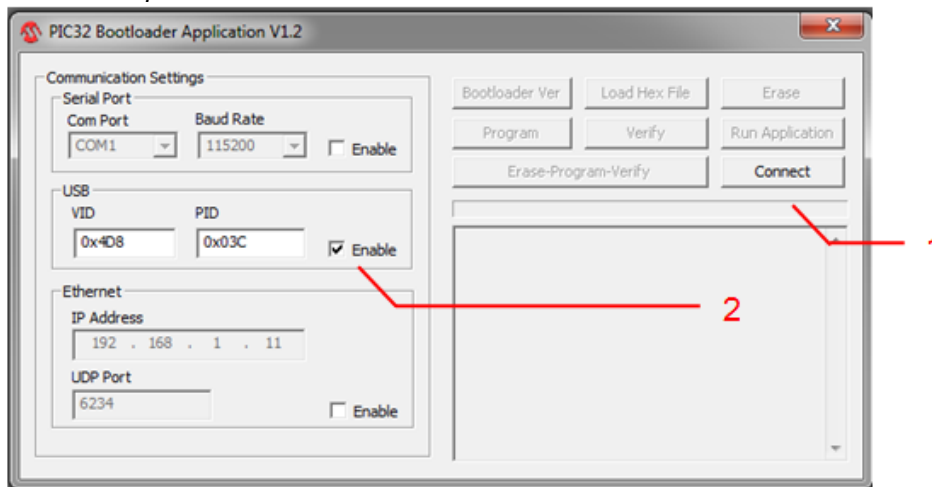 PIC32 Bootloader Application V1.2
Communication Settings
Serial Port
Com Port Baud Rate
COM1 115200 Enable
USB
VID PID
0x4D8 0x03C Enable
Ethernet
IP Address
192 . 168 . 1 . 11
UDP Port
6234 Enable
Bootloader Ver Load Hex File Erase
Program Verify Run Application
Erase-Program-Verify Connect
1
2